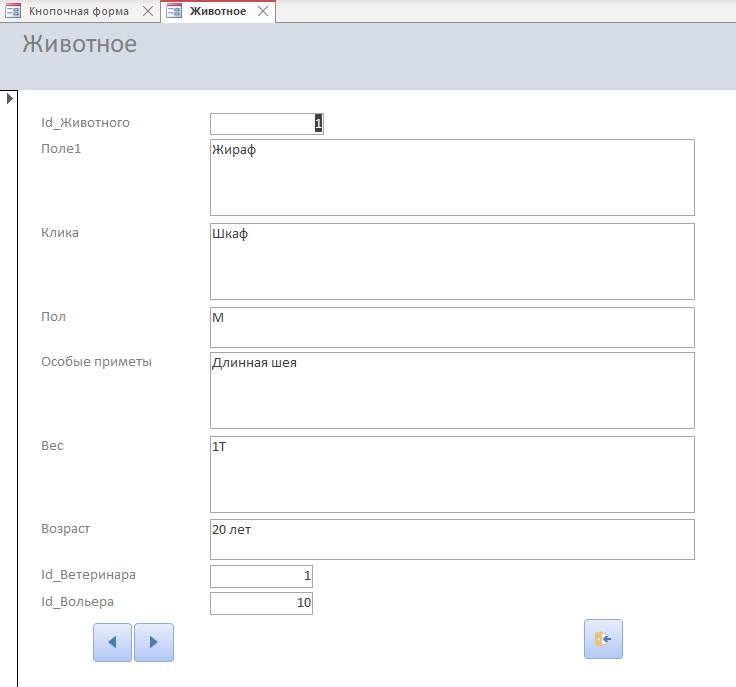 Кнопочная форма Животное
Животное
Id_Животного 1
Поле1 Жираф
Клика Шкаф
Пол М
Особые приметы Длинная шея
Вес 1Т
Возраст 20 лет
Id_Ветеринара 1
Id_Вольера 10